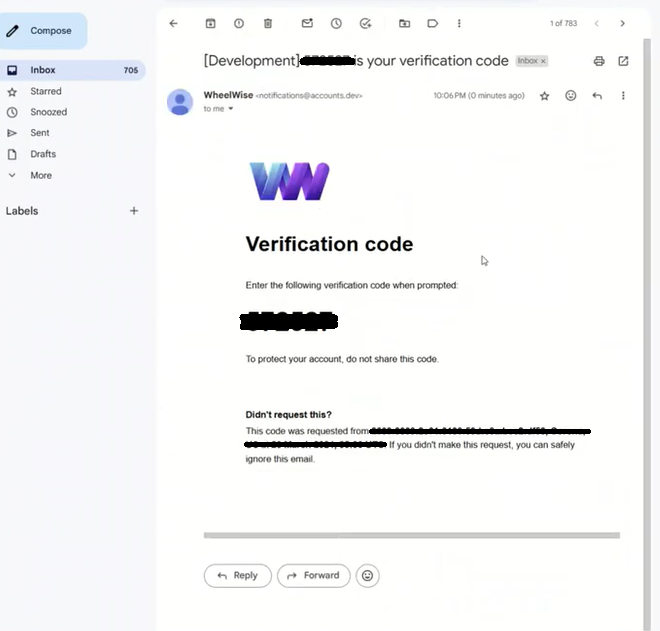 Compose
1 of 783
Inbox 705
Starred
Snoozed
Sent
Drafts
More
Labels
[Development] is your verification code Inbox ×
WheelWise <notifications@accounts.dev> 10:06 PM (0 minutes ago)
to me
W
Verification code
Enter the following verification code when prompted:
To protect your account, do not share this code.
Didn't request this?
This code was requested from
If you didn't make this request, you can safely
ignore this email.
Reply
Forward